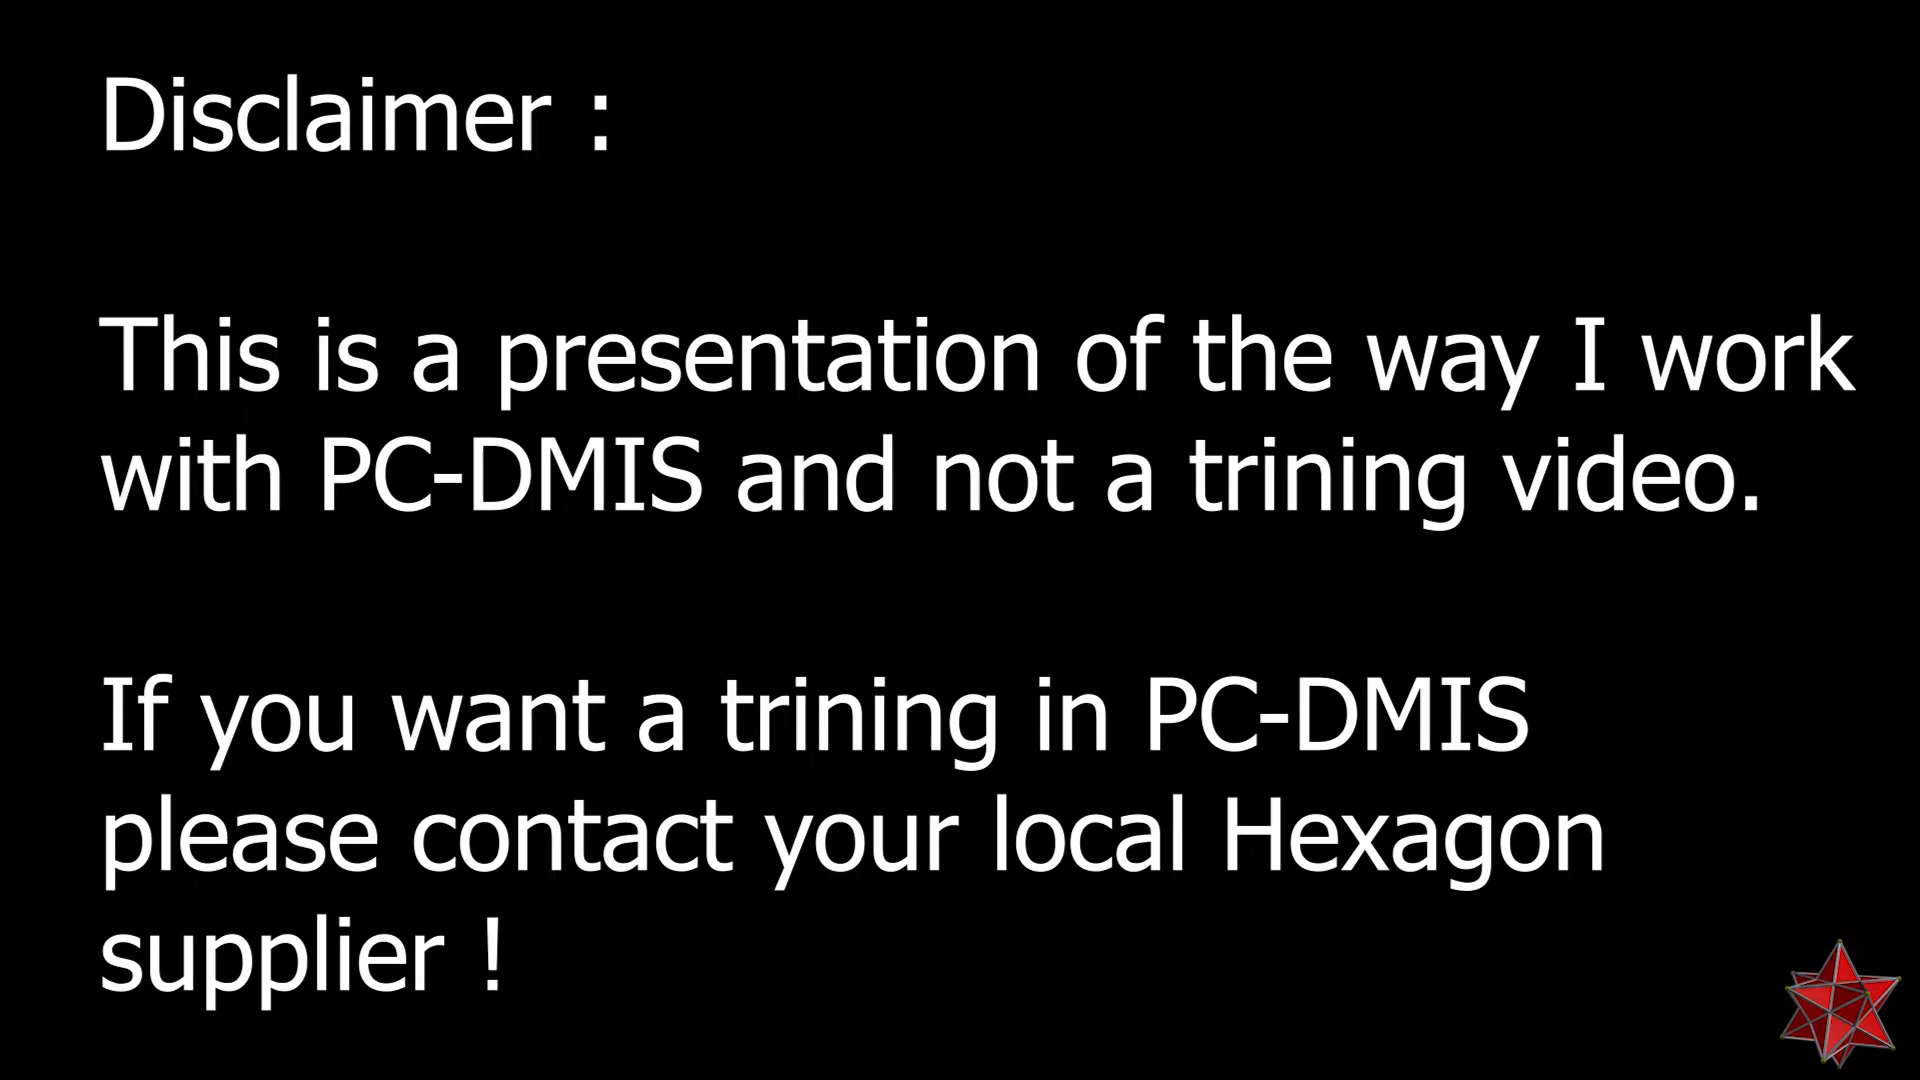 Disclaimer :
This is a presentation of the way I work
with PC-DMIS and not a trining video.
If you want a trining in PC-DMIS
please contact your local Hexagon
supplier !